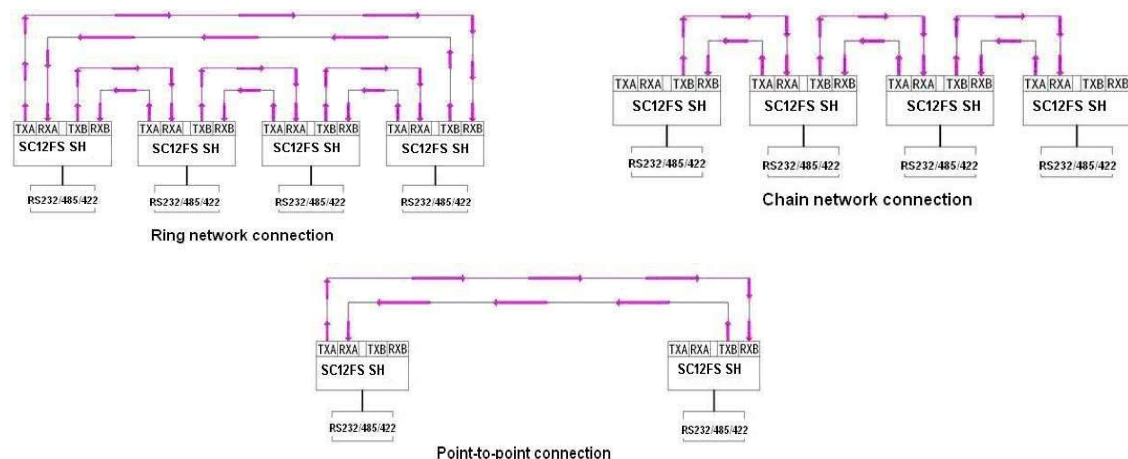 TXA RXA TXB RXB TXA RXA TXB RXB TXA RXA TXB RXB TXA RXA TXB RXB
SC12FS SH SC12FS SH SC12FS SH SC12FS SH
RS232/485/422 RS232/485/422 RS232/485/422 RS232/485/422
Ring network connection
TXA RXA TXB RXB TXA RXA TXB RXB TXA RXA TXB RXB TXA RXA TXB RXB
SC12FS SH SC12FS SH SC12FS SH SC12FS SH
RS232/485/422 RS232/485/422 RS232/485/422 RS232/485/422
Chain network connection
TXA RXA TXB RXB TXA RXA TXB RXB
SC12FS SH SC12FS SH
RS232/485/422 RS232/485/422
Point-to-point connection